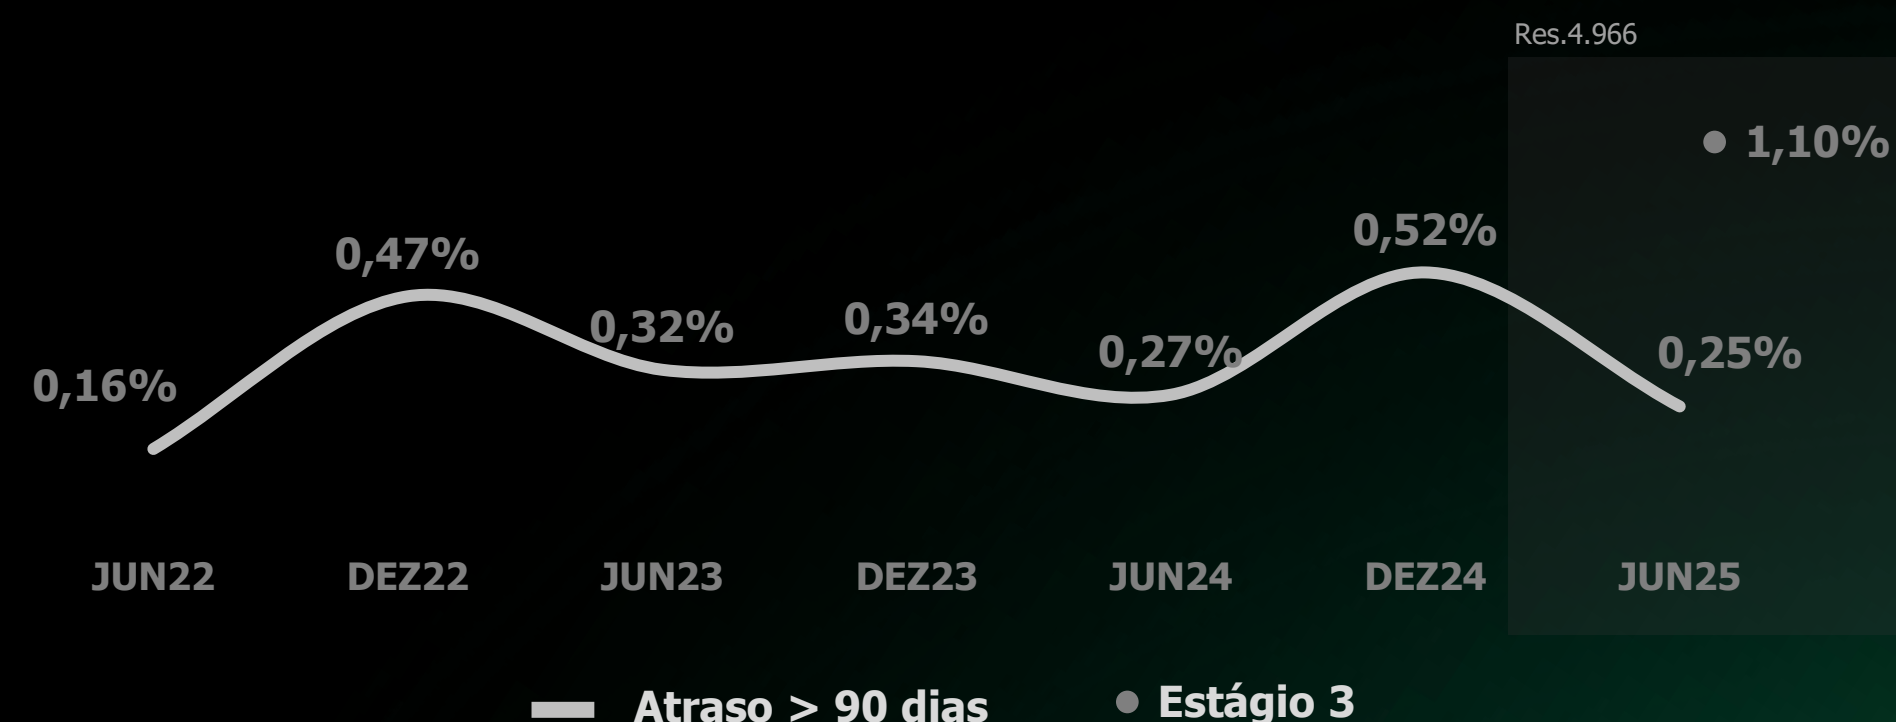 Res.4.966
1,10%
0,52%
0,47%
0,34%
0,32%
0,27%
0,25%
0,16%
JUN22 DEZ22 JUN23 DEZ23 JUN24 DEZ24 JUN25
Atraso > 90 dias Estágio 3